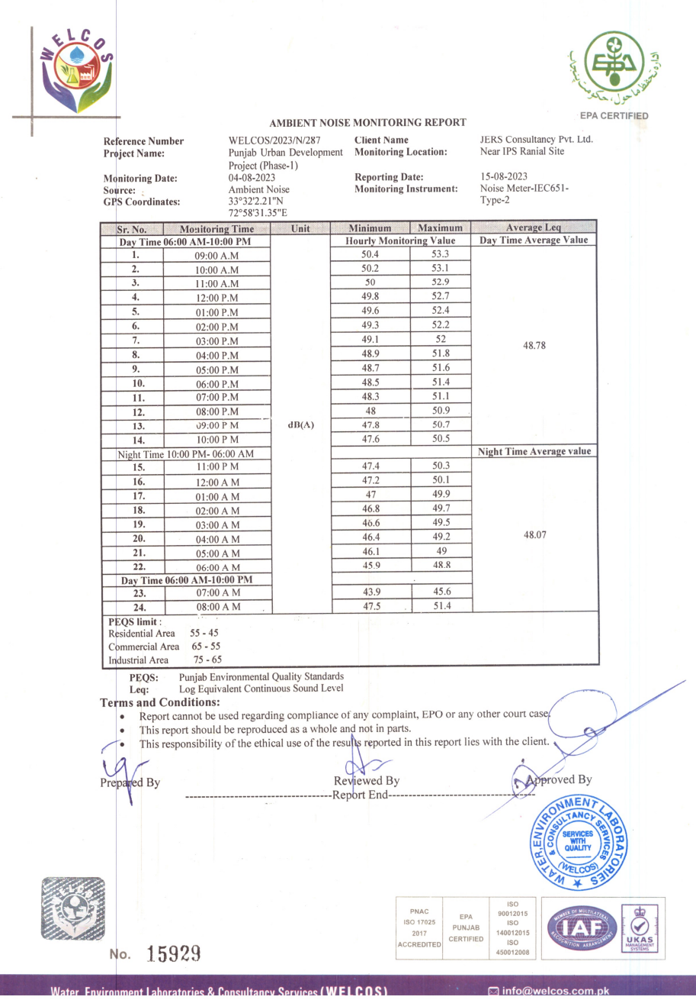 WELCOS
EPA
ادارہ تحفظ ماحول، حکومت پنجاب
EPA CERTIFIED
AMBIENT NOISE MONITORING REPORT
Reference Number WELCOS/2023/N/287 Client Name JERS Consultancy Pvt. Ltd.
Project Name: Punjab Urban Development Monitoring Location: Near IPS Ranial Site
Project (Phase-1)
Monitoring Date: 04-08-2023 Reporting Date: 15-08-2023
Source: Ambient Noise Monitoring Instrument: Noise Meter-IEC651-
GPS Coordinates: 33°32'2.21"N Type-2
72°58'31.35"E
Sr. No. Monitoring Time Unit Minimum Maximum Average Leq
Day Time 06:00 AM-10:00 PM Hourly Monitoring Value Day Time Average Value
1. 09:00 A.M 50.4 53.3
2. 10:00 A.M 50.2 53.1
3. 11:00 A.M 50 52.9
4. 12:00 P.M 49.8 52.7
5. 01:00 P.M 49.6 52.4
6. 02:00 P.M 49.3 52.2
7. 03:00 P.M 49.1 52 48.78
8. 04:00 P.M 48.9 51.8
9. 05:00 P.M 48.7 51.6
10. 06:00 P.M 48.5 51.4
11. 07:00 P.M 48.3 51.1
12. 08:00 P.M 48 50.9
13. 09:00 P M dB(A) 47.8 50.7
14. 10:00 P M 47.6 50.5
Night Time 10:00 PM- 06:00 AM Night Time Average value
15. 11:00 P M 47.4 50.3
16. 12:00 A M 47.2 50.1
17. 01:00 A M 47 49.9
18. 02:00 A M 46.8 49.7
19. 03:00 A M 46.6 49.5
20. 04:00 A M 46.4 49.2 48.07
21. 05:00 A M 46.1 49
22. 06:00 A M 45.9 48.8
Day Time 06:00 AM-10:00 PM
23. 07:00 A M 43.9 45.6
24. 08:00 A M 47.5 51.4
PEQS limit :
Residential Area 55 - 45
Commercial Area 65 - 55
Industrial Area 75 - 65
PEQS: Punjab Environmental Quality Standards
Leq: Log Equivalent Continuous Sound Level
Terms and Conditions:
• Report cannot be used regarding compliance of any complaint, EPO or any other court case.
• This report should be reproduced as a whole and not in parts.
• This responsibility of the ethical use of the results reported in this report lies with the client.
Prepared By Reviewed By Approved By
------------------------------------Report End------------------------------------
WATER, ENVIRONMENT LABORATORIES
& CONSULTANCY SERVICES
(WELCOS)
SERVICES
WITH
QUALITY
WELCOS
No. 15929
PNAC
ISO 17025
2017
ACCREDITED
EPA
PUNJAB
CERTIFIED
ISO
90012015
ISO
140012015
ISO
450012008
MEMBER OF MULTILATERAL
IAF
RECOGNITION ARRANGEMENT
UKAS
MANAGEMENT
SYSTEMS
Water, Environment Laboratories & Consultancy Services (WELCOS) info@welcos.com.pk